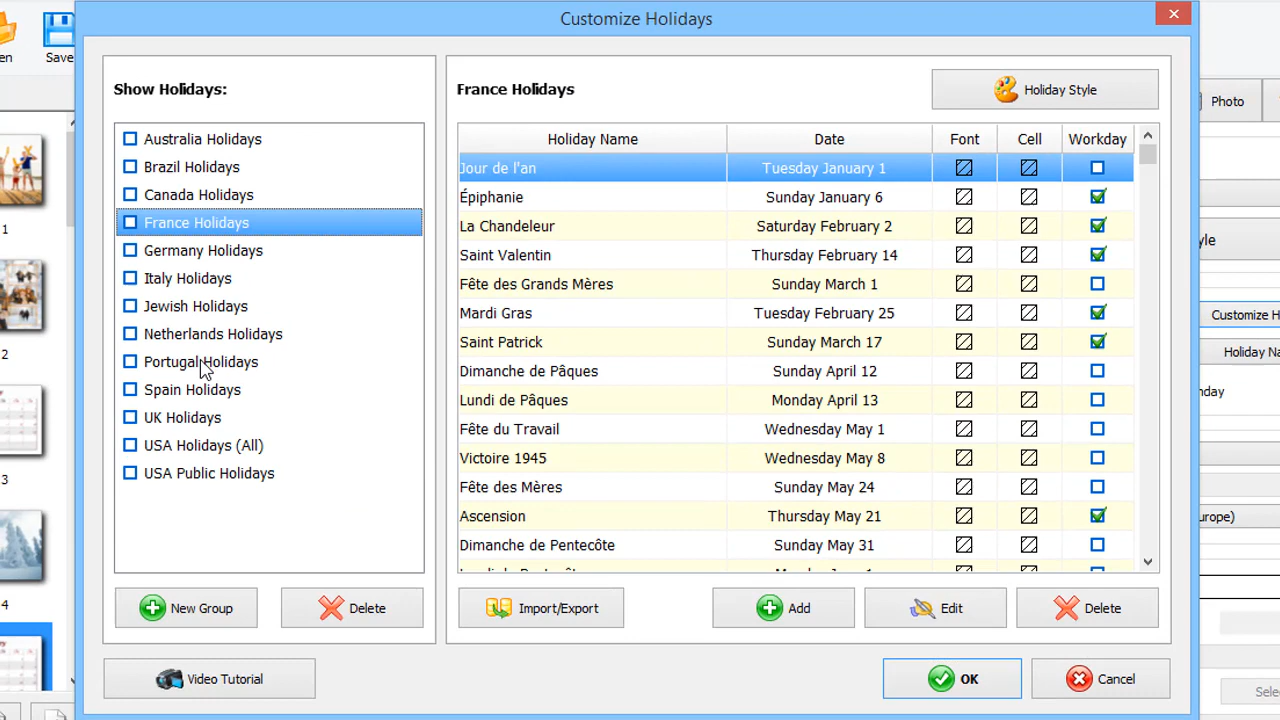 Customize Holidays
en
Save
Show Holidays:
Australia Holidays
Brazil Holidays
Canada Holidays
France Holidays
Germany Holidays
Italy Holidays
Jewish Holidays
Netherlands Holidays
Portugal Holidays
Spain Holidays
UK Holidays
USA Holidays (All)
USA Public Holidays
New Group
Delete
France Holidays
Holiday Style
Holiday Name Date Font Cell Workday
Jour de l'an Tuesday January 1
Épiphanie Sunday January 6
La Chandeleur Saturday February 2
Saint Valentin Thursday February 14
Fête des Grands Mères Sunday March 1
Mardi Gras Tuesday February 25
Saint Patrick Sunday March 17
Dimanche de Pâques Sunday April 12
Lundi de Pâques Monday April 13
Fête du Travail Wednesday May 1
Victoire 1945 Wednesday May 8
Fête des Mères Sunday May 24
Ascension Thursday May 21
Dimanche de Pentecôte Sunday May 31
Import/Export
Add
Edit
Delete
Video Tutorial
OK
Cancel
1
2
3
4
Photo
yle
Customize H
Holiday Na
nday
urope)
Selec